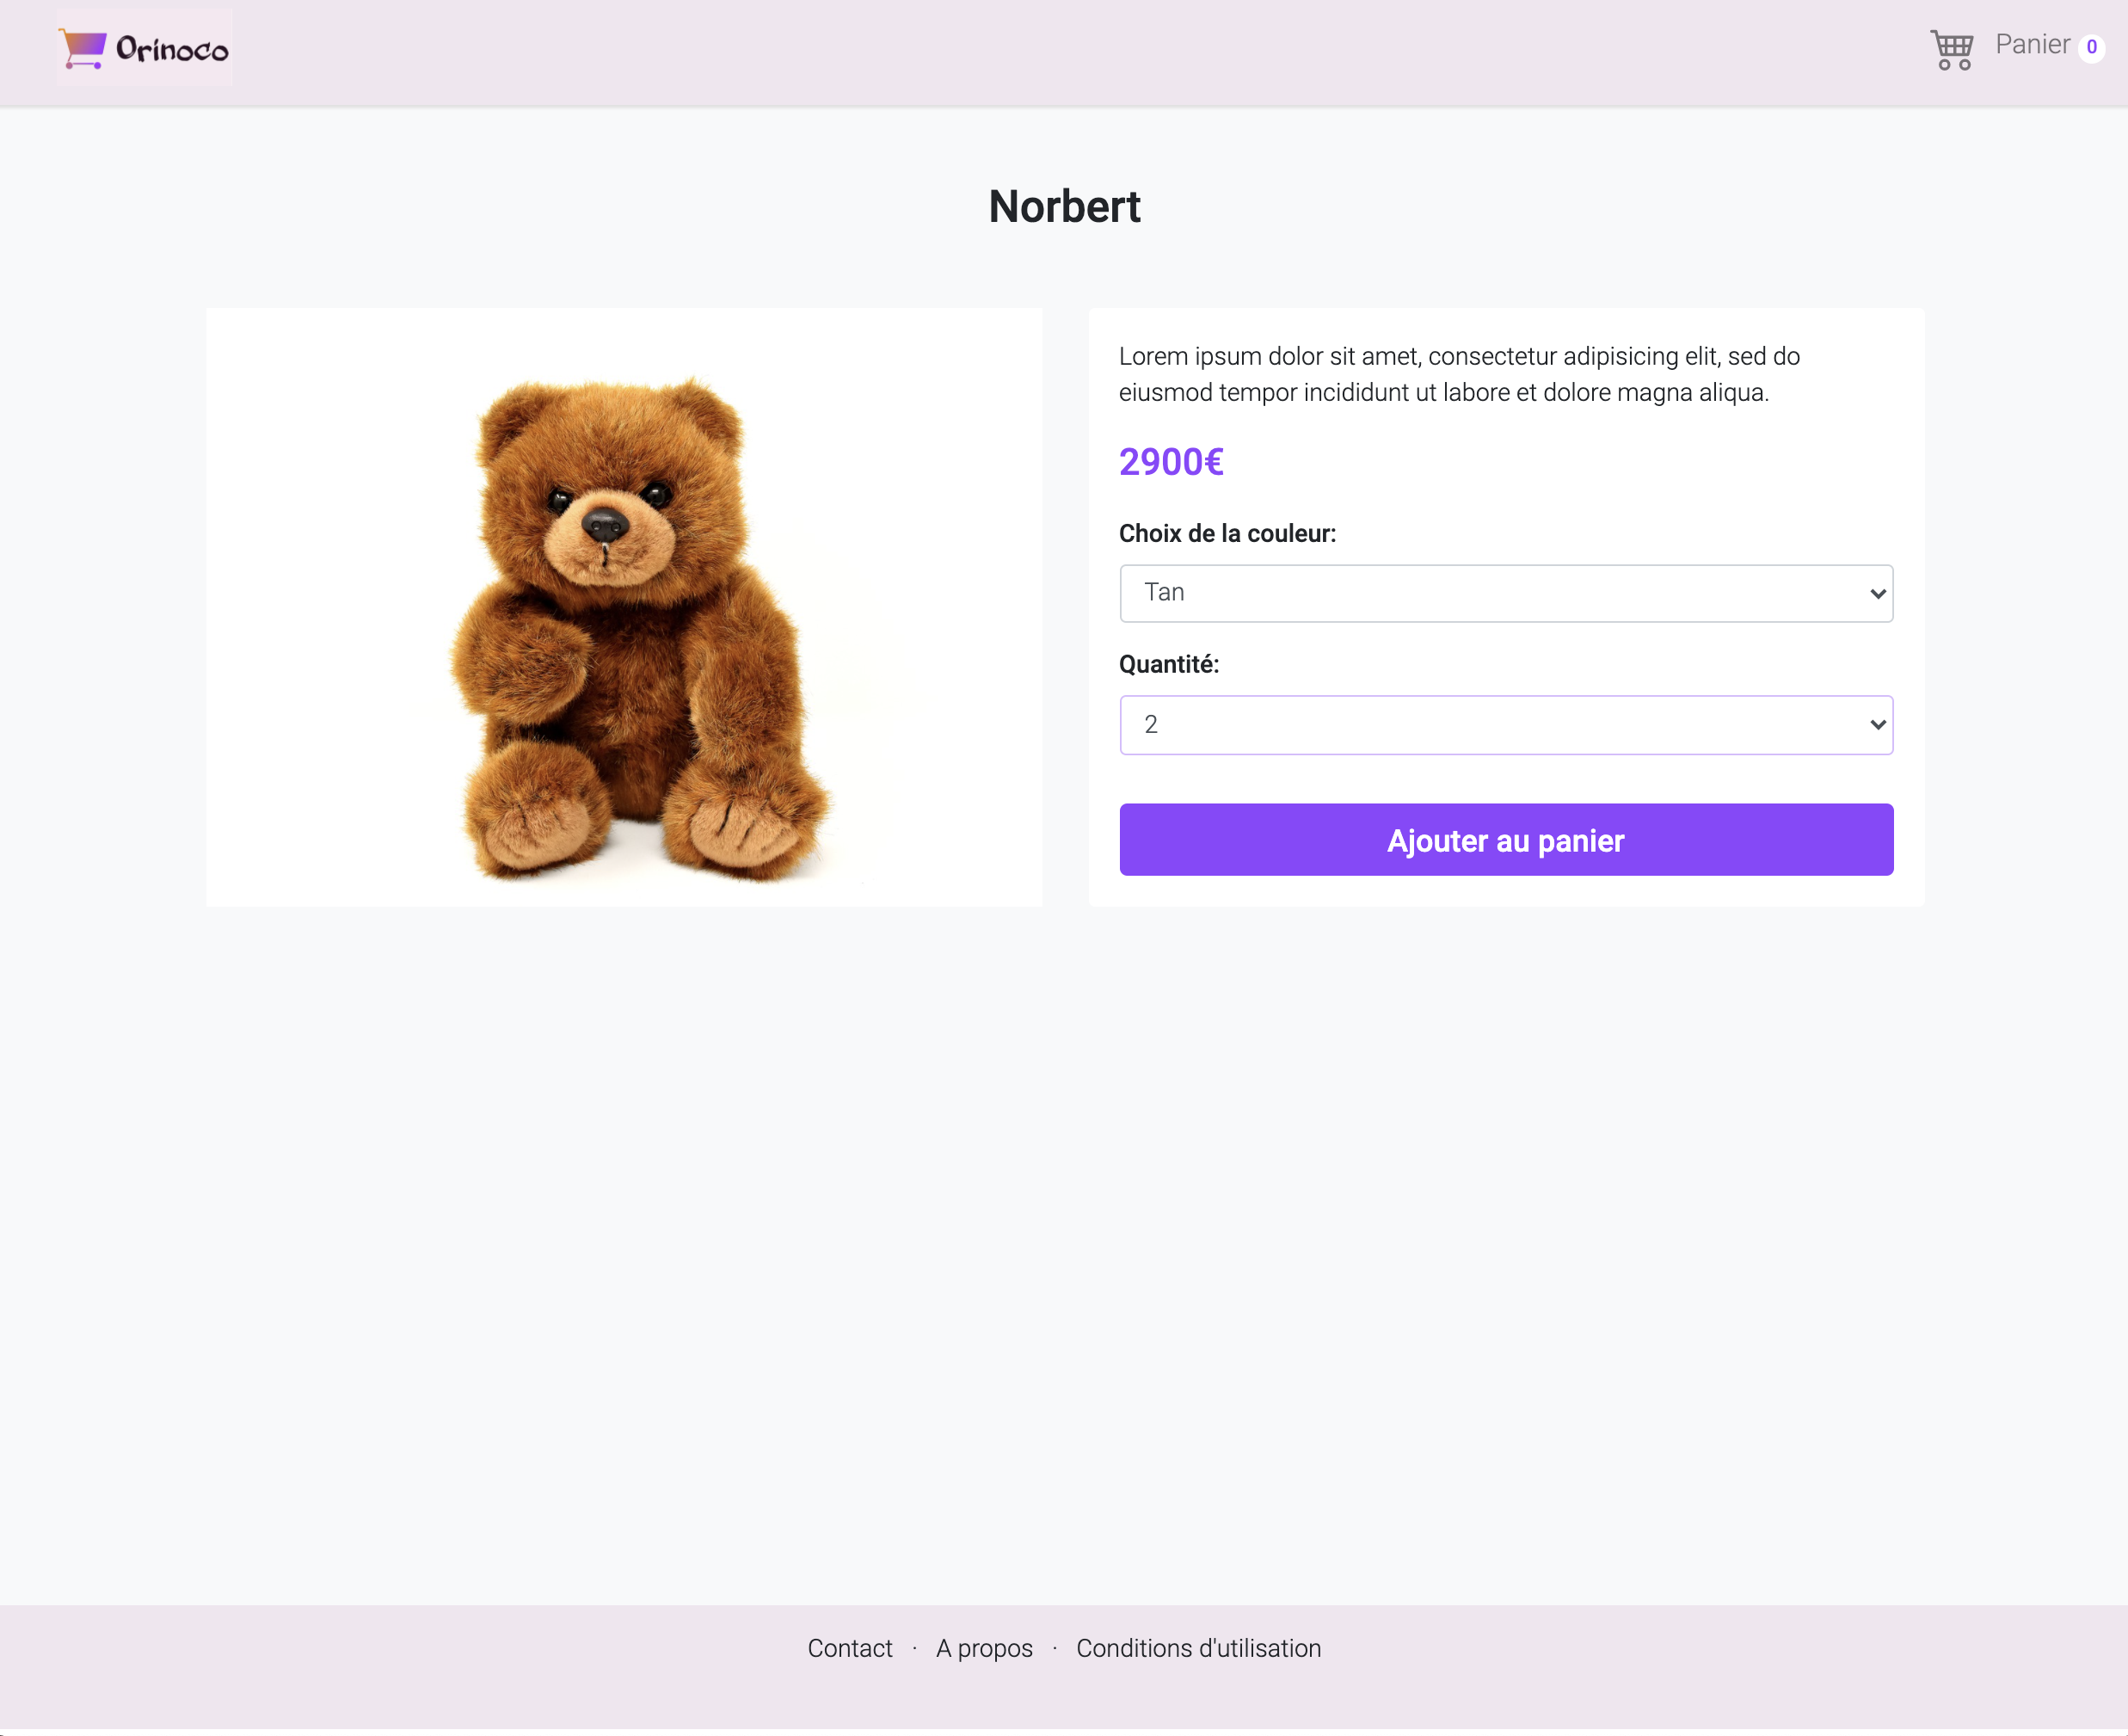 Orinoco
Panier 0
Norbert
Lorem ipsum dolor sit amet, consectetur adipisicing elit, sed do
eiusmod tempor incididunt ut labore et dolore magna aliqua.
2900€
Choix de la couleur:
Tan
Quantité:
2
Ajouter au panier
Contact · A propos · Conditions d'utilisation